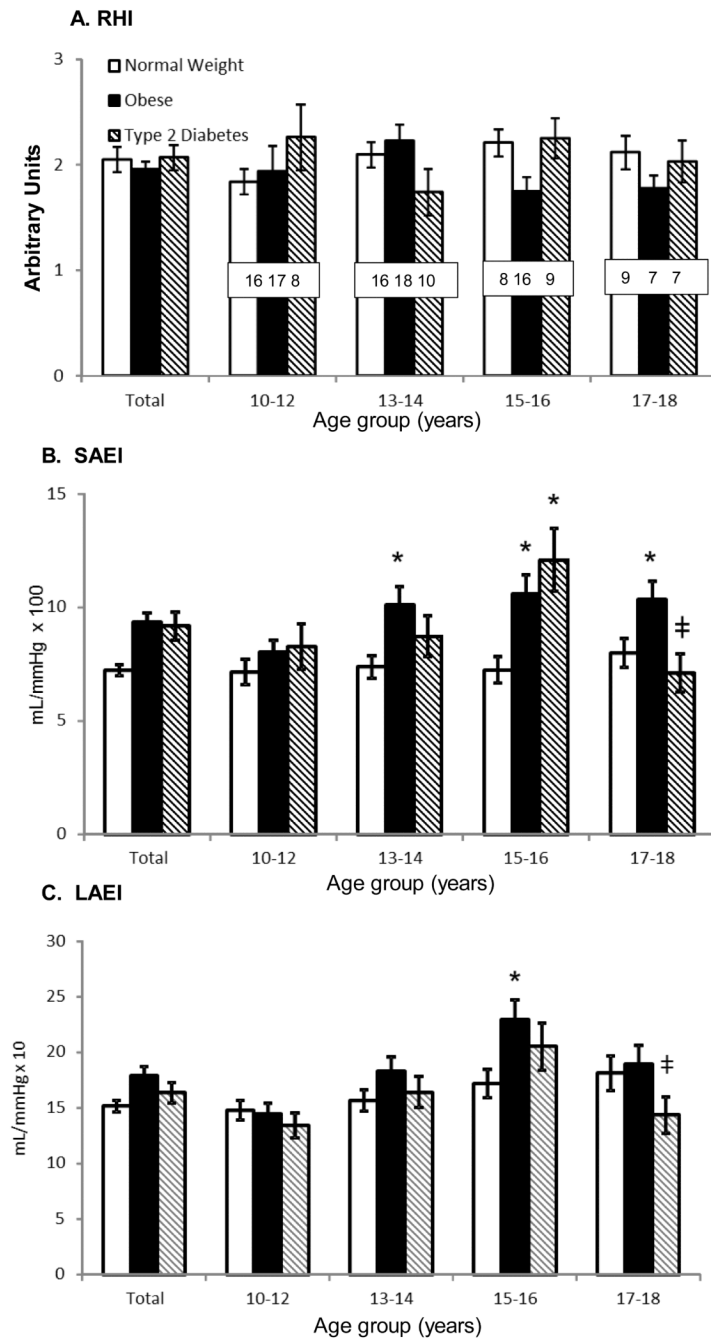 A. RHI
3
Normal Weight
Obese
Type 2 Diabetes
2
1
0
Arbitrary Units
16 17 8
16 18 10
8 16 9
9 7 7
Total 10-12 13-14 15-16 17-18
Age group (years)
B. SAEI
15
10
5
0
mL/mmHg x 100
*
*
*
*
ǂ
Total 10-12 13-14 15-16 17-18
Age group (years)
C. LAEI
30
25
20
15
10
5
0
mL/mmHg x 10
*
ǂ
Total 10-12 13-14 15-16 17-18
Age group (years)